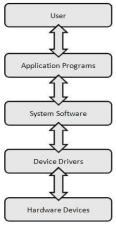 User
Application Programs
System Software
Device Drivers
Hardware Devices